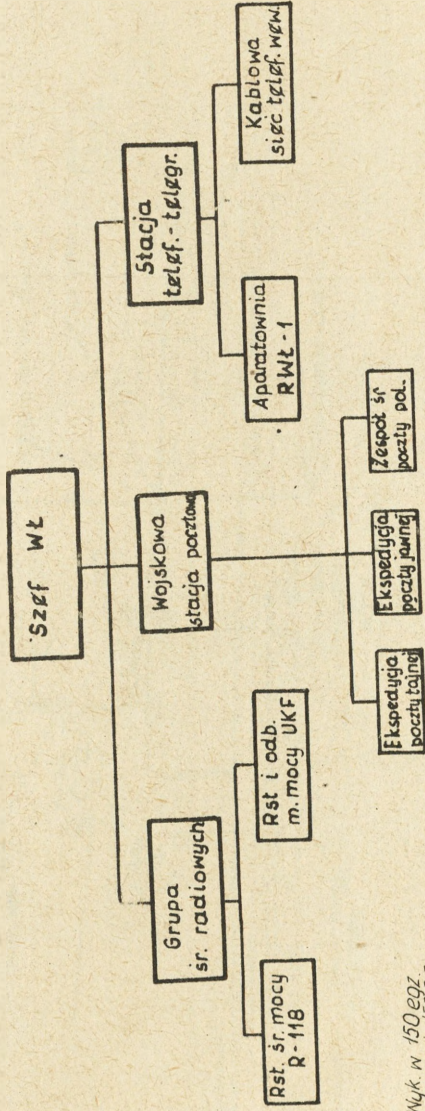 Szef WŁ
Grupa
śr. radiowych
Wojskowa
stacja pocztowa
Stacja
telef.-telegr.
Rst. śr. mocy
R-118
Rst i odb.
m. mocy UKF
Aparatownia
RWŁ-1
Kablowa
sieć telef. wew.
Ekspedycja
poczty tajnej
Ekspedycja
poczty jawnej
Zespół śr
poczty pol.
Wyk. w 150 egz.